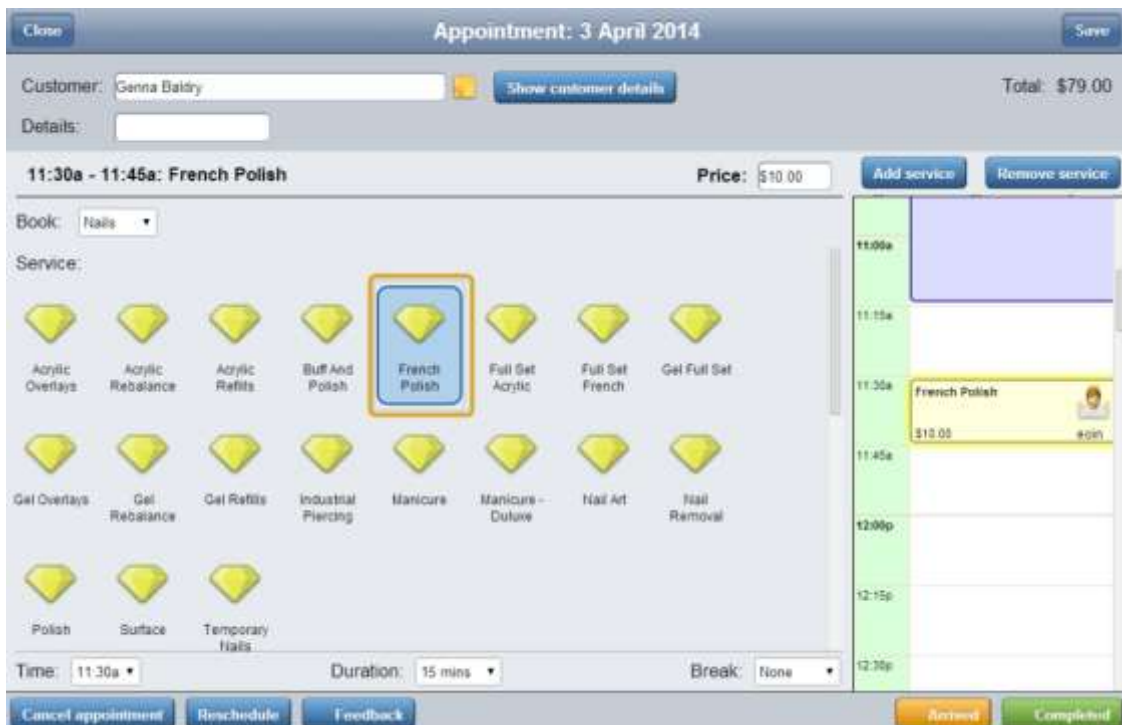 Close Appointment: 3 April 2014 Save
Customer: Genna Baldry Show customer details Total: $79.00
Details:
11:30a - 11:45a: French Polish Price: $10.00 Add service Remove service
Book: Nails
Service:
Acrylic Overlays
Acrylic Rebalance
Acrylic Refills
Buff And Polish
French Polish
Full Set Acrylic
Full Set French
Gel Full Set
Gel Overlays
Gel Rebalance
Gel Refills
Industrial Piercing
Manicure
Manicure - Duluxe
Nail Art
Nail Removal
Polish
Surface
Temporary Nails
11:00a
11:15a
11:30a
French Polish
$10.00 eoin
11:45a
12:00p
12:15p
12:30p
Time: 11:30a Duration: 15 mins Break: None
Cancel appointment Reschedule Feedback Arrived Completed